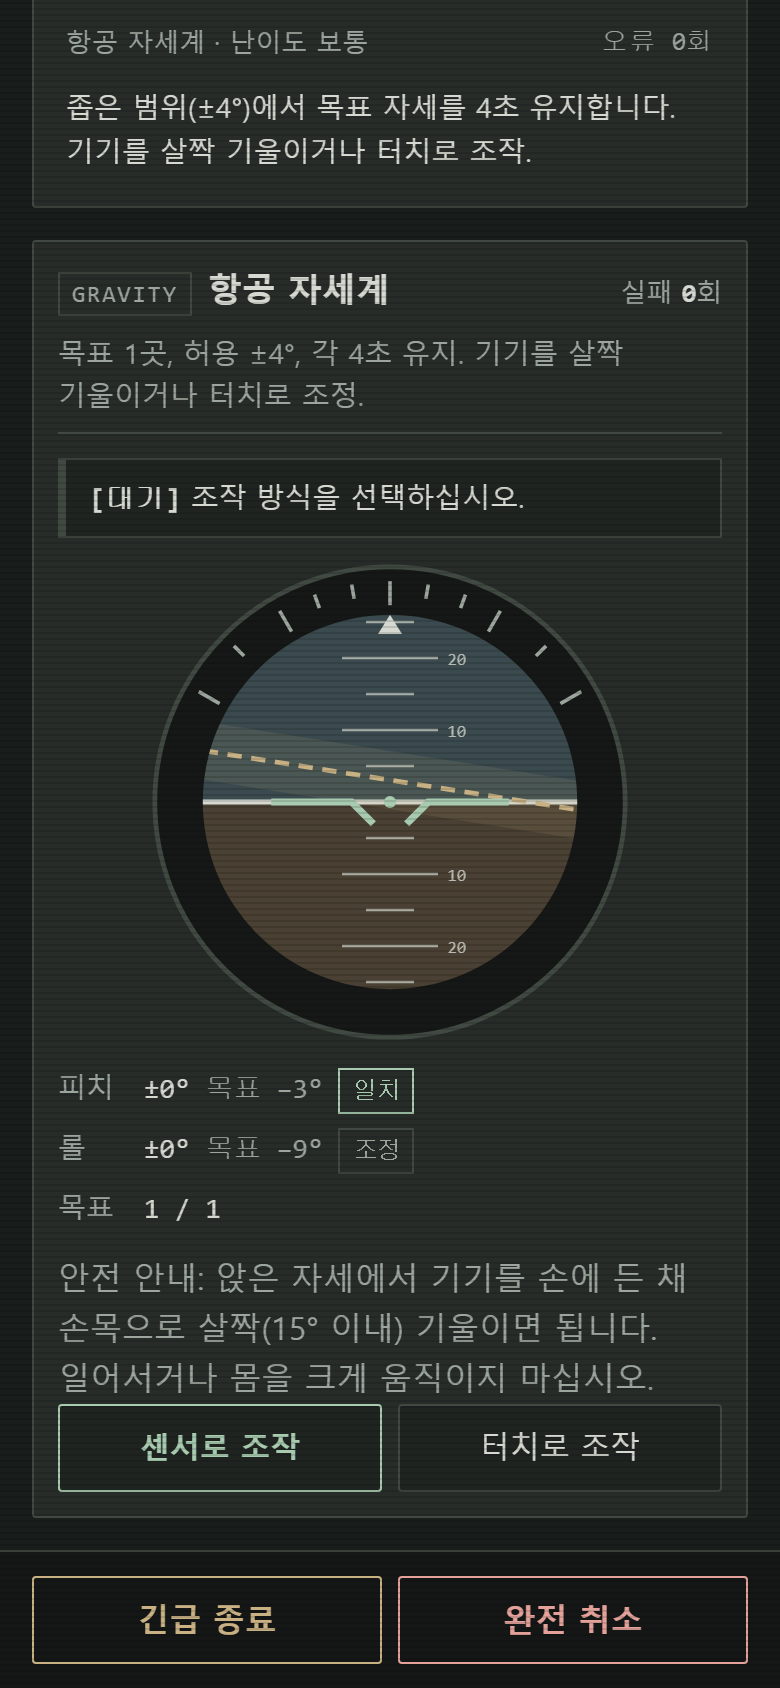 항공 자세계 · 난이도 보통
오류 0회
좁은 범위(±4°)에서 목표 자세를 4초 유지합니다.
기기를 살짝 기울이거나 터치로 조작.
GRAVITY 항공 자세계
실패 0회
목표 1곳, 허용 ±4°, 각 4초 유지. 기기를 살짝
기울이거나 터치로 조정.
[대기] 조작 방식을 선택하십시오.
20
10
10
20
피치 ±0° 목표 −3° 일치
롤 ±0° 목표 −9° 조정
목표 1 / 1
안전 안내: 앉은 자세에서 기기를 손에 든 채
손목으로 살짝(15° 이내) 기울이면 됩니다.
일어서거나 몸을 크게 움직이지 마십시오.
센서로 조작
터치로 조작
긴급 종료
완전 취소